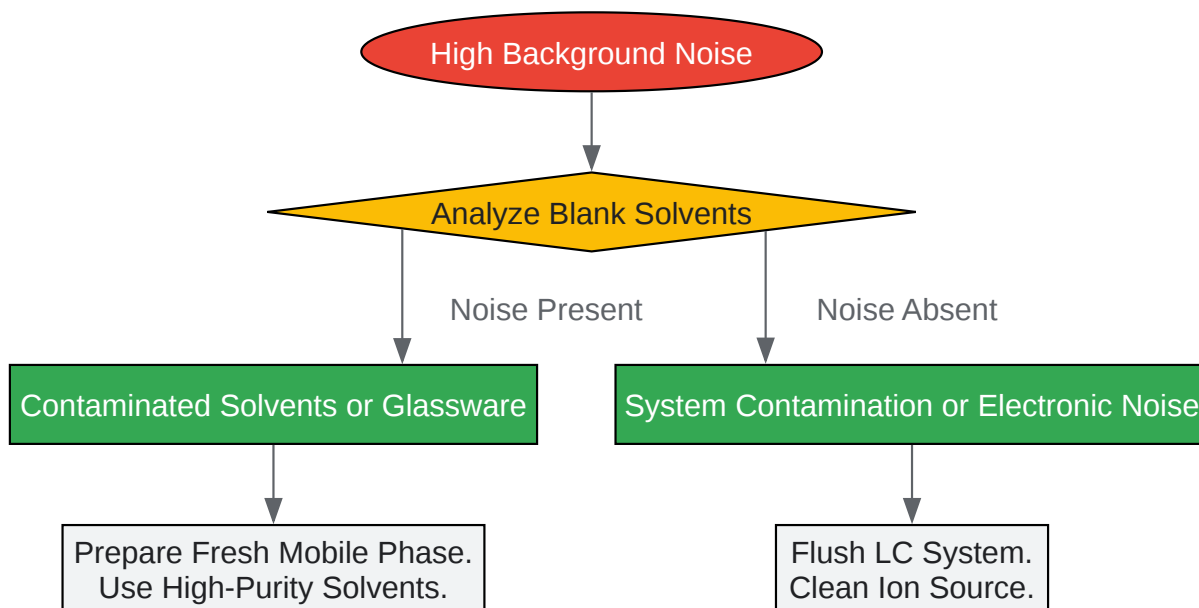 High Background Noise
Analyze Blank Solvents
Noise Present
Noise Absent
Contaminated Solvents or Glassware
System Contamination or Electronic Noise
Prepare Fresh Mobile Phase.
Use High-Purity Solvents.
Flush LC System.
Clean Ion Source.